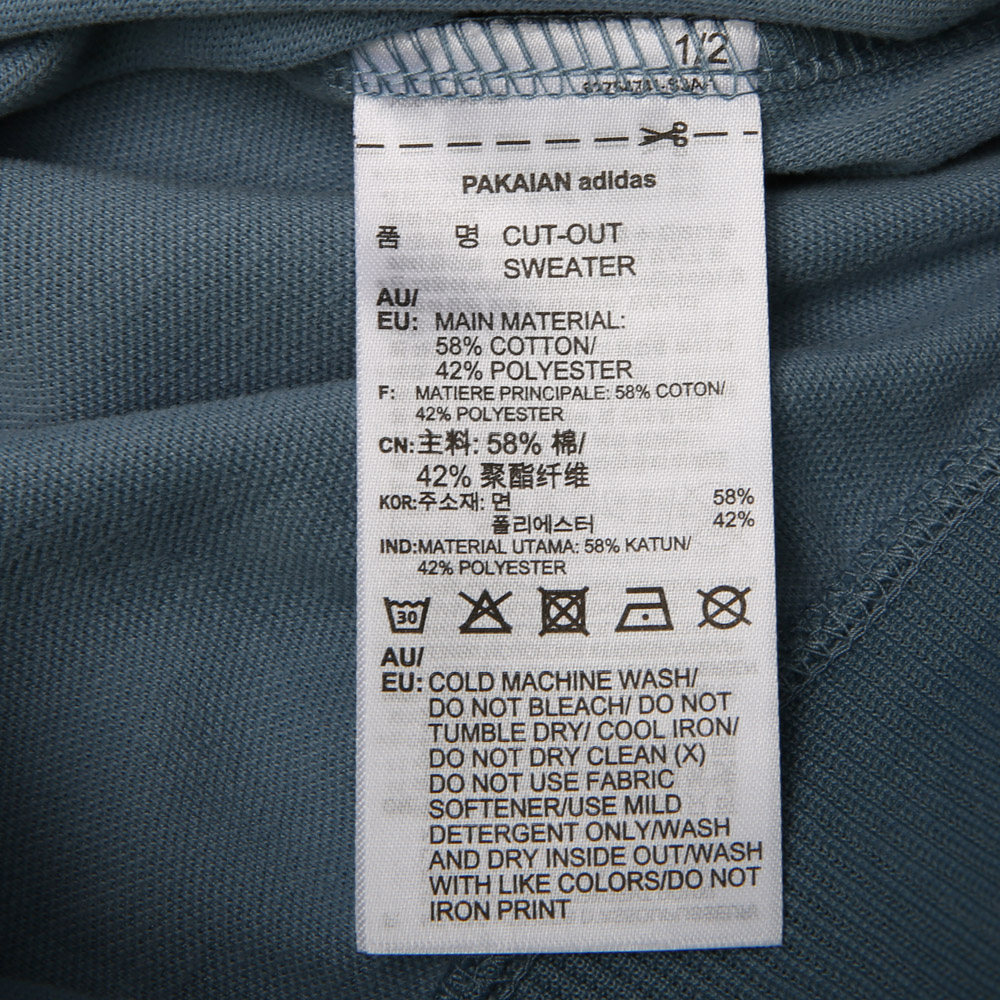 1/2
PAKAIAN adidas
품 명 CUT-OUT
SWEATER
AU/
EU: MAIN MATERIAL:
58% COTTON/
42% POLYESTER
F: MATIERE PRINCIPALE: 58% COTON/
42% POLYESTER
CN: 主料: 58% 棉/
42% 聚酯纤维
KOR:주소재: 면 58%
폴리에스터 42%
IND:MATERIAL UTAMA: 58% KATUN/
42% POLYESTER
30
AU/
EU: COLD MACHINE WASH/
DO NOT BLEACH/ DO NOT
TUMBLE DRY/ COOL IRON/
DO NOT DRY CLEAN (X)
DO NOT USE FABRIC
SOFTENER/USE MILD
DETERGENT ONLY/WASH
AND DRY INSIDE OUT/WASH
WITH LIKE COLORS/DO NOT
IRON PRINT